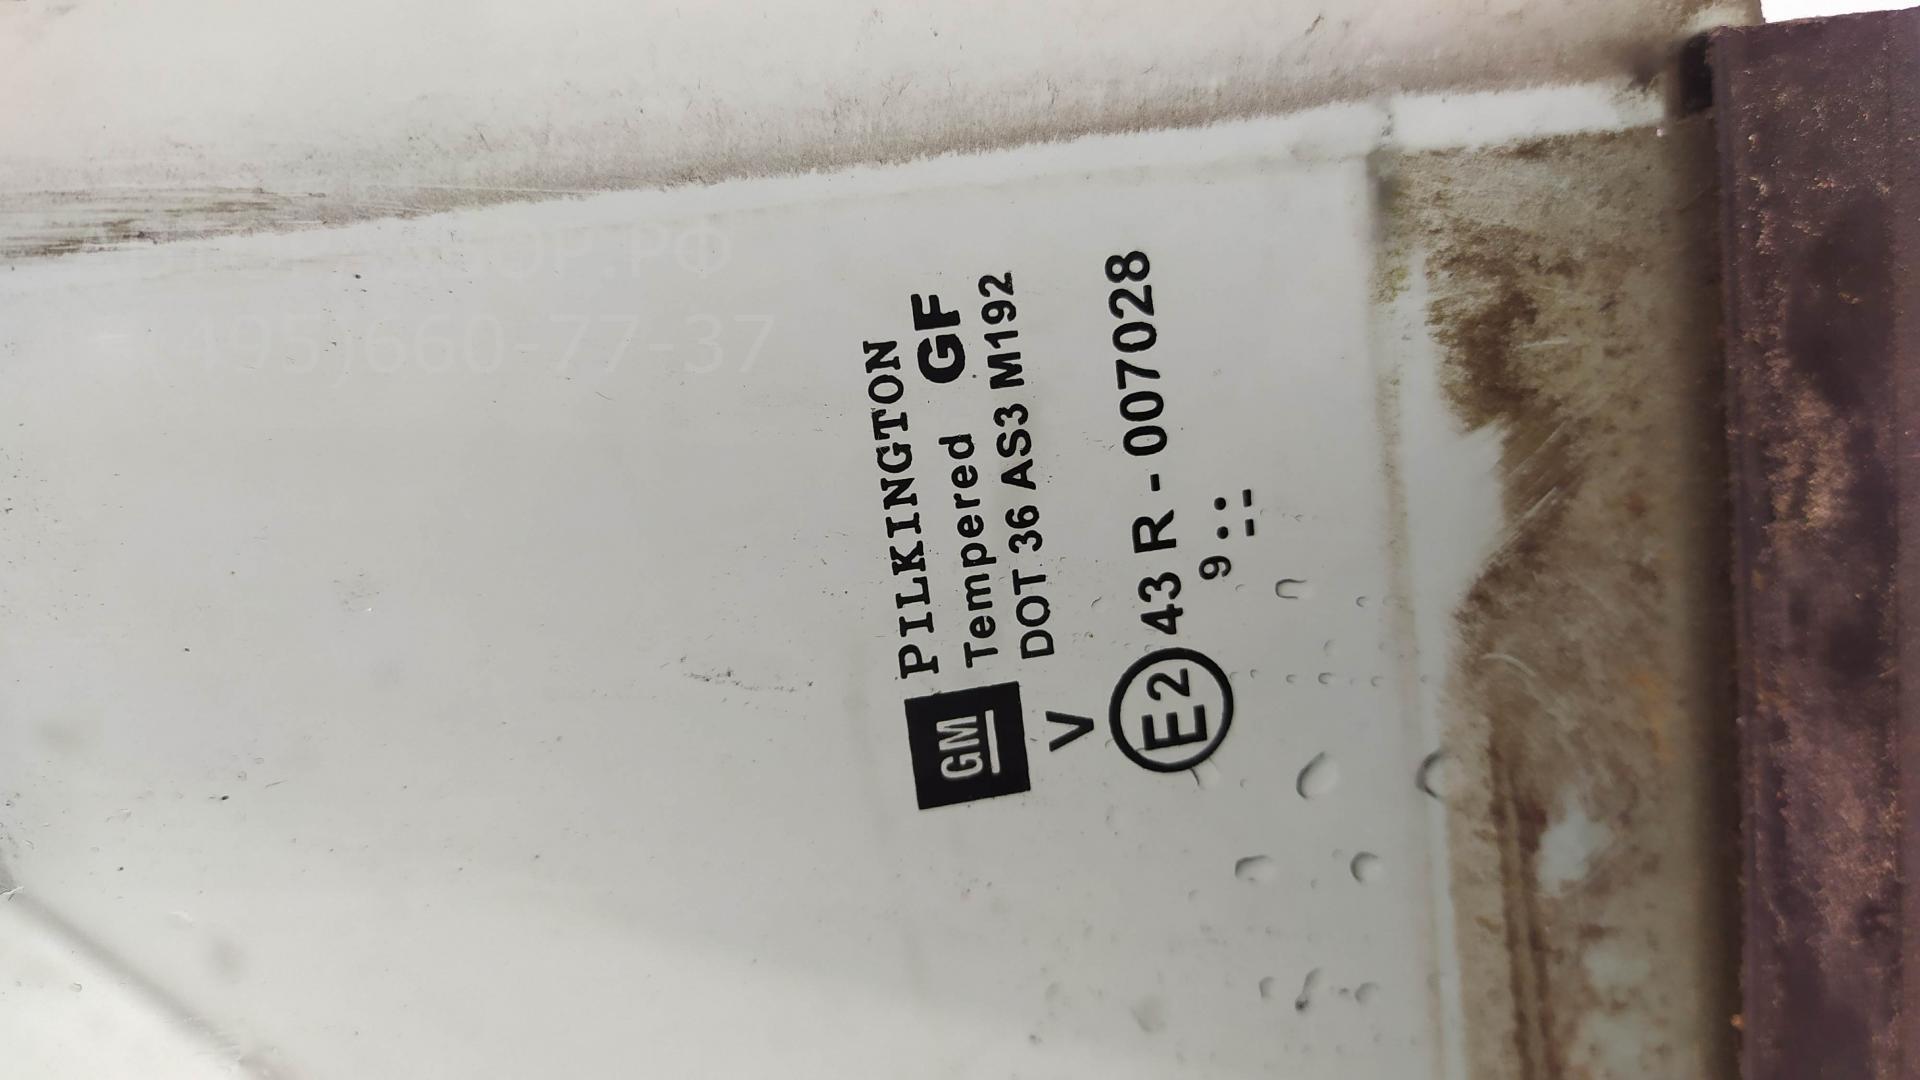 PILKINGTON
GM Tempered GF
DOT 36 AS3 M192
V
E2 43 R - 007028
9 ..
--
(495)660-77-37